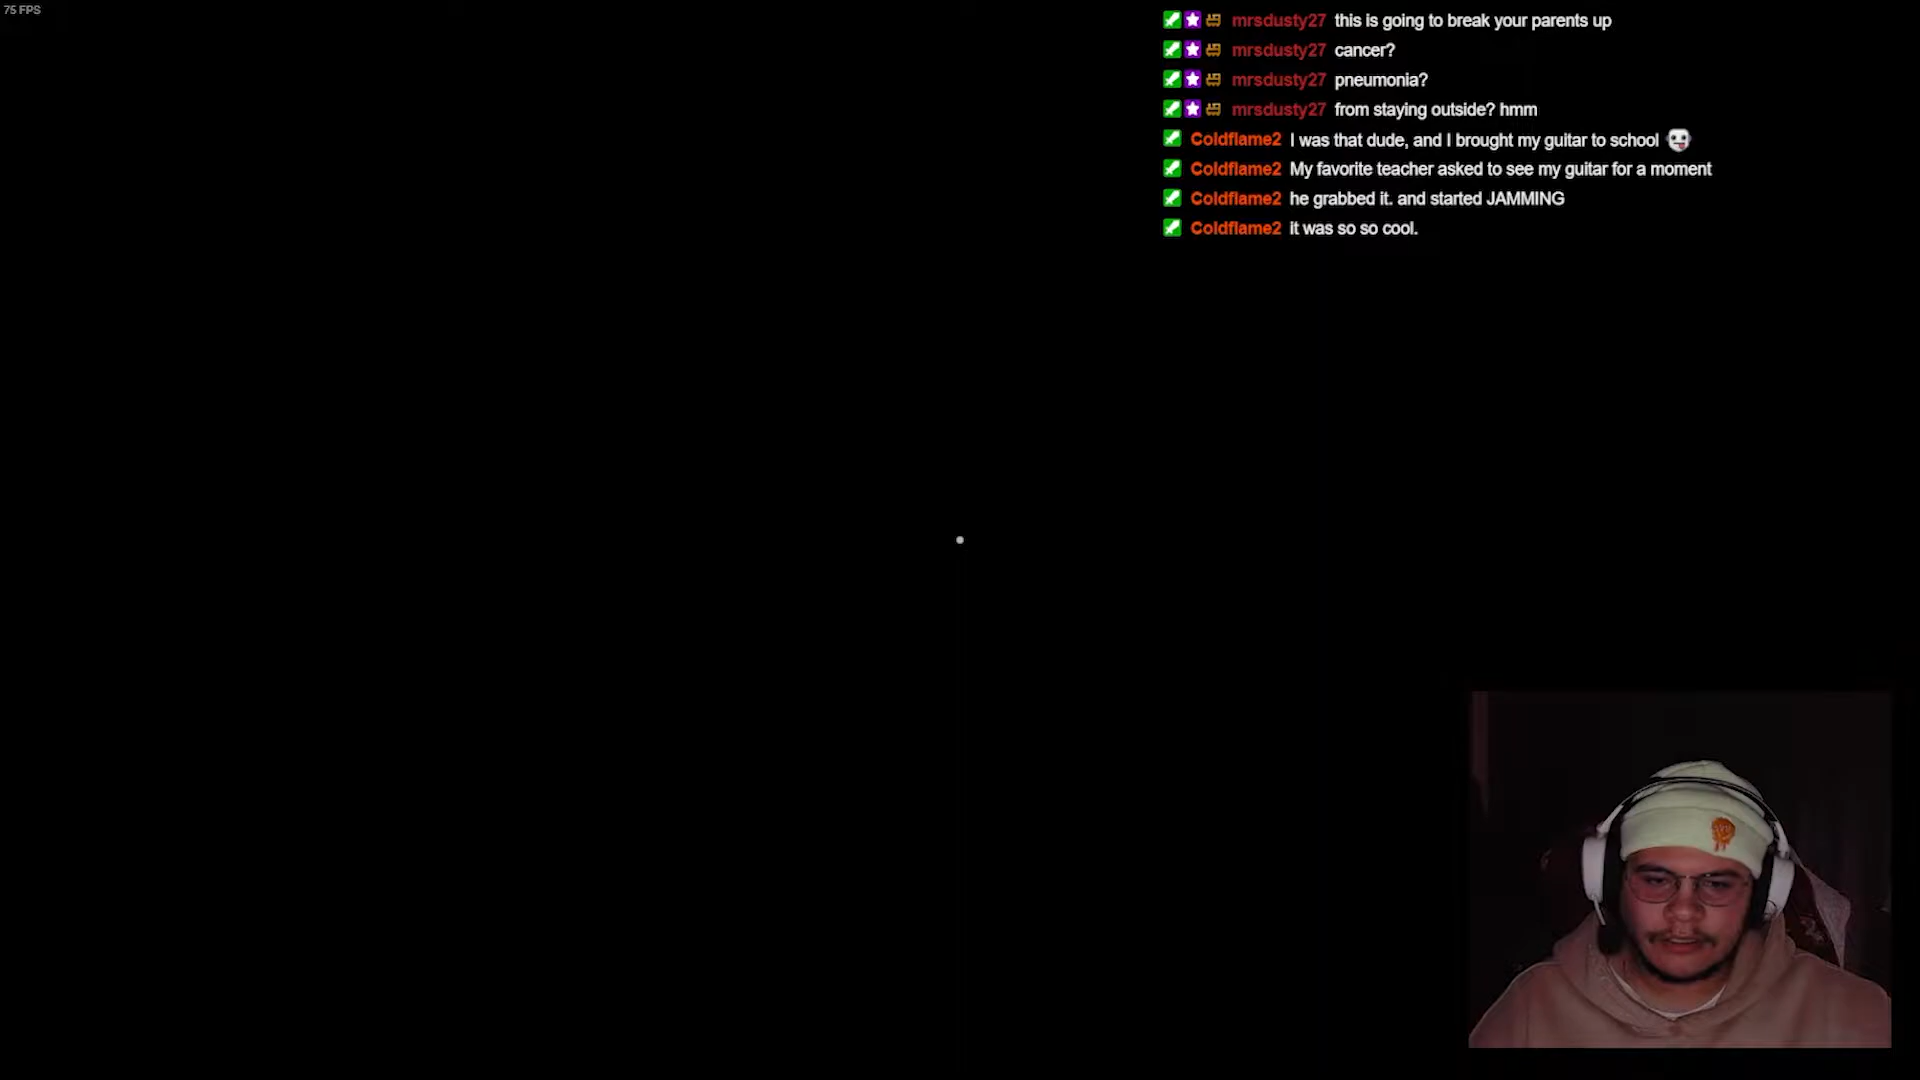 75 FPS
mrsdusty27 this is going to break your parents up
mrsdusty27 cancer?
mrsdusty27 pneumonia?
mrsdusty27 from staying outside? hmm
Coldflame2 I was that dude, and I brought my guitar to school
Coldflame2 My favorite teacher asked to see my guitar for a moment
Coldflame2 he grabbed it. and started JAMMING
Coldflame2 it was so so cool.